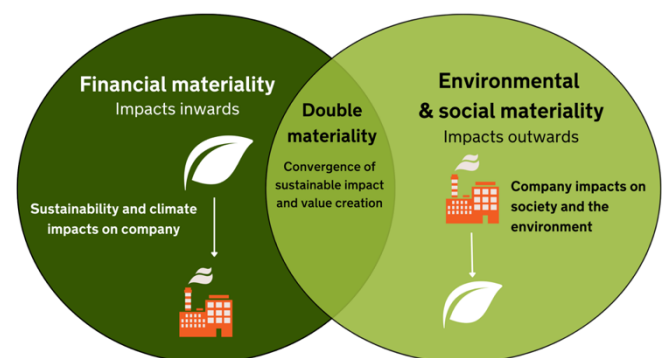 Financial materiality
Impacts inwards
Sustainability and climate
impacts on company
Double
materiality
Convergence of
sustainable impact
and value creation
Environmental
& social materiality
Impacts outwards
Company impacts on
society and the
environment